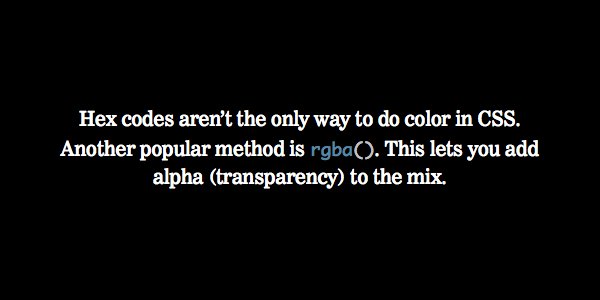 Hex codes aren’t the only way to do color in CSS.
Another popular method is rgba(). This lets you add
alpha (transparency) to the mix.